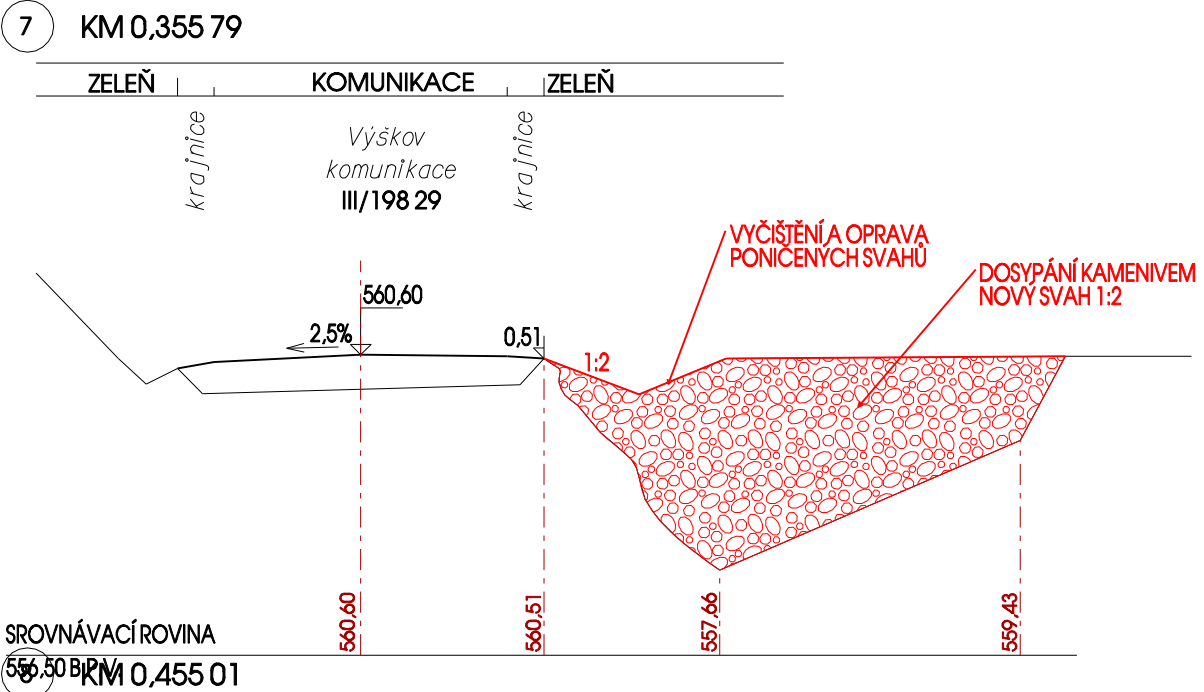 7 KM 0,355 79
ZELEŇ KOMUNIKACE ZELEŇ
krajnice
Výškov
komunikace
III/198 29
krajnice
VYČIŠTĚNÍ A OPRAVA
PONIČENÝCH SVAHŮ
DOSYPÁNÍ KAMENIVEM
NOVÝ SVAH 1:2
560,60
2,5%
0,51
1:2
560,60
560,51
557,66
559,43
SROVNÁVACÍ ROVINA
556,50 B.P.V.
8 KM 0,455 01